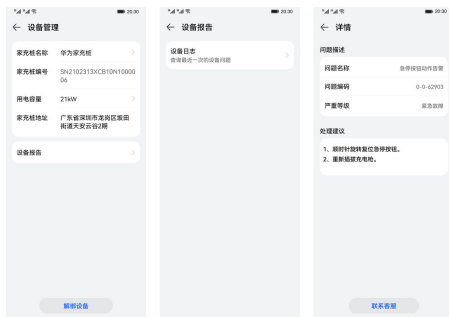 20:30
设备管理
家充桩名称 华为家充桩
家充桩编号 SN2102313XCB10N10000
06
用电容量 21kW
家充桩地址 广东省深圳市龙岗区坂田
街道天安云谷2期
设备报告
解绑设备
20:30
设备报告
设备日志
查询最近一次的设备问题
20:30
详情
问题描述
问题名称 急停按钮动作告警
问题编码 0-0-62903
严重等级 紧急故障
处理建议
1、顺时针旋转复位急停按钮。
2、重新插拔充电枪。
联系客服